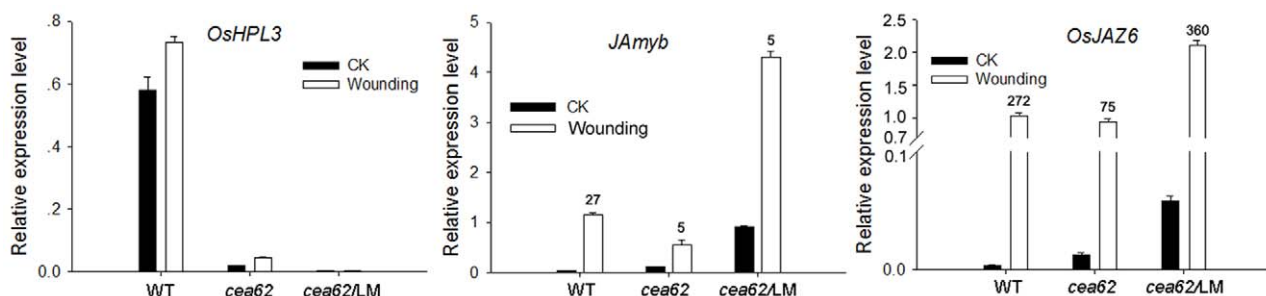 Relative expression level
.8
.6
.4
.2
0.0
OsHPL3
CK
Wounding
WT
cea62
cea62/LM
Relative expression level
5
4
3
2
1
0
JAmyb
CK
Wounding
27
5
5
WT
cea62
cea62/LM
Relative expression level
2.5
2.0
1.5
1.0
0.7
0.1
0.0
OsJAZ6
CK
Wounding
272
75
360
WT
cea62
cea62/LM